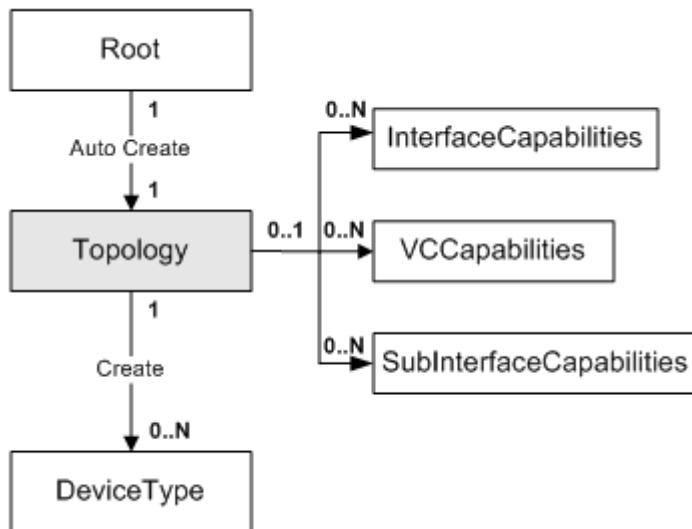 Root
1
Auto Create
1
Topology
0..1
0..N
InterfaceCapabilities
0..N
VCCapabilities
0..N
SubInterfaceCapabilities
1
Create
0..N
DeviceType